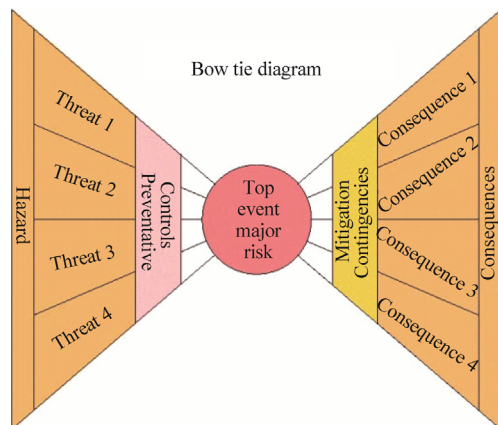 Bow tie diagram
Hazard
Threat 1
Threat 2
Threat 3
Threat 4
Controls
Preventative
Top
event
major
risk
Mitigation
Contingencies
Consequence 1
Consequence 2
Consequence 3
Consequence 4
Consequences